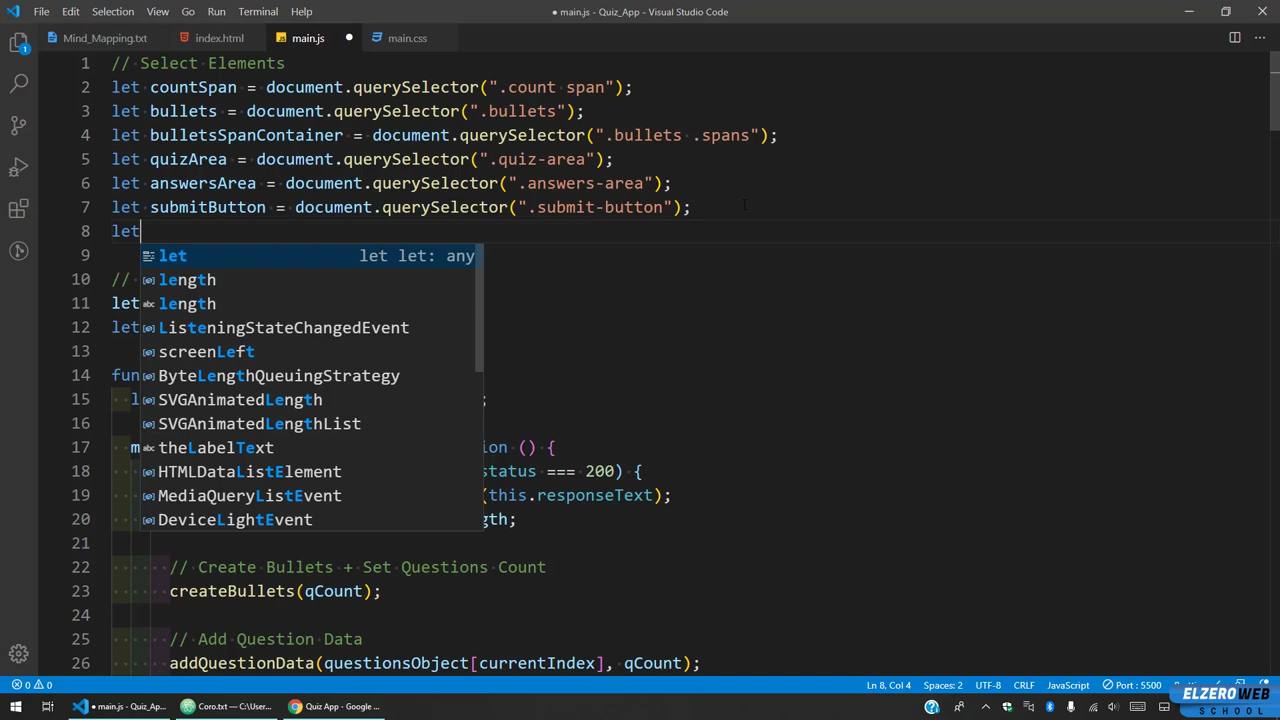 File Edit Selection View Go Run Terminal Help
● main.js - Quiz_App - Visual Studio Code
Mind_Mapping.txt index.html main.js ● main.css
1 // Select Elements
2 let countSpan = document.querySelector(".count span");
3 let bullets = document.querySelector(".bullets");
4 let bulletsSpanContainer = document.querySelector(".bullets .spans");
5 let quizArea = document.querySelector(".quiz-area");
6 let answersArea = document.querySelector(".answers-area");
7 let submitButton = document.querySelector(".submit-button");
8 let
let let let: any
9
10 //
length
11 let
length
12 let
ListeningStateChangedEvent
13
screenLeft
14 fun
ByteLengthQueuingStrategy
15 l ;
SVGAnimatedLength
16
SVGAnimatedLengthList
17 m ion () {
theLabelText
18 status === 200) {
HTMLDataListElement
19 (this.responseText);
MediaQueryListEvent
20 gth;
DeviceLightEvent
21
22 // Create Bullets + Set Questions Count
23 createBullets(qCount);
24
25 // Add Question Data
26 addQuestionData(questionsObject[currentIndex], qCount);
0 0 Ln 8, Col 4 Spaces: 2 UTF-8 CRLF JavaScript Port : 5500
● main.js - Quiz_Ap... Coro.txt — C:\User... Quiz App - Google ...
ELZEROWEB
SCHOOL